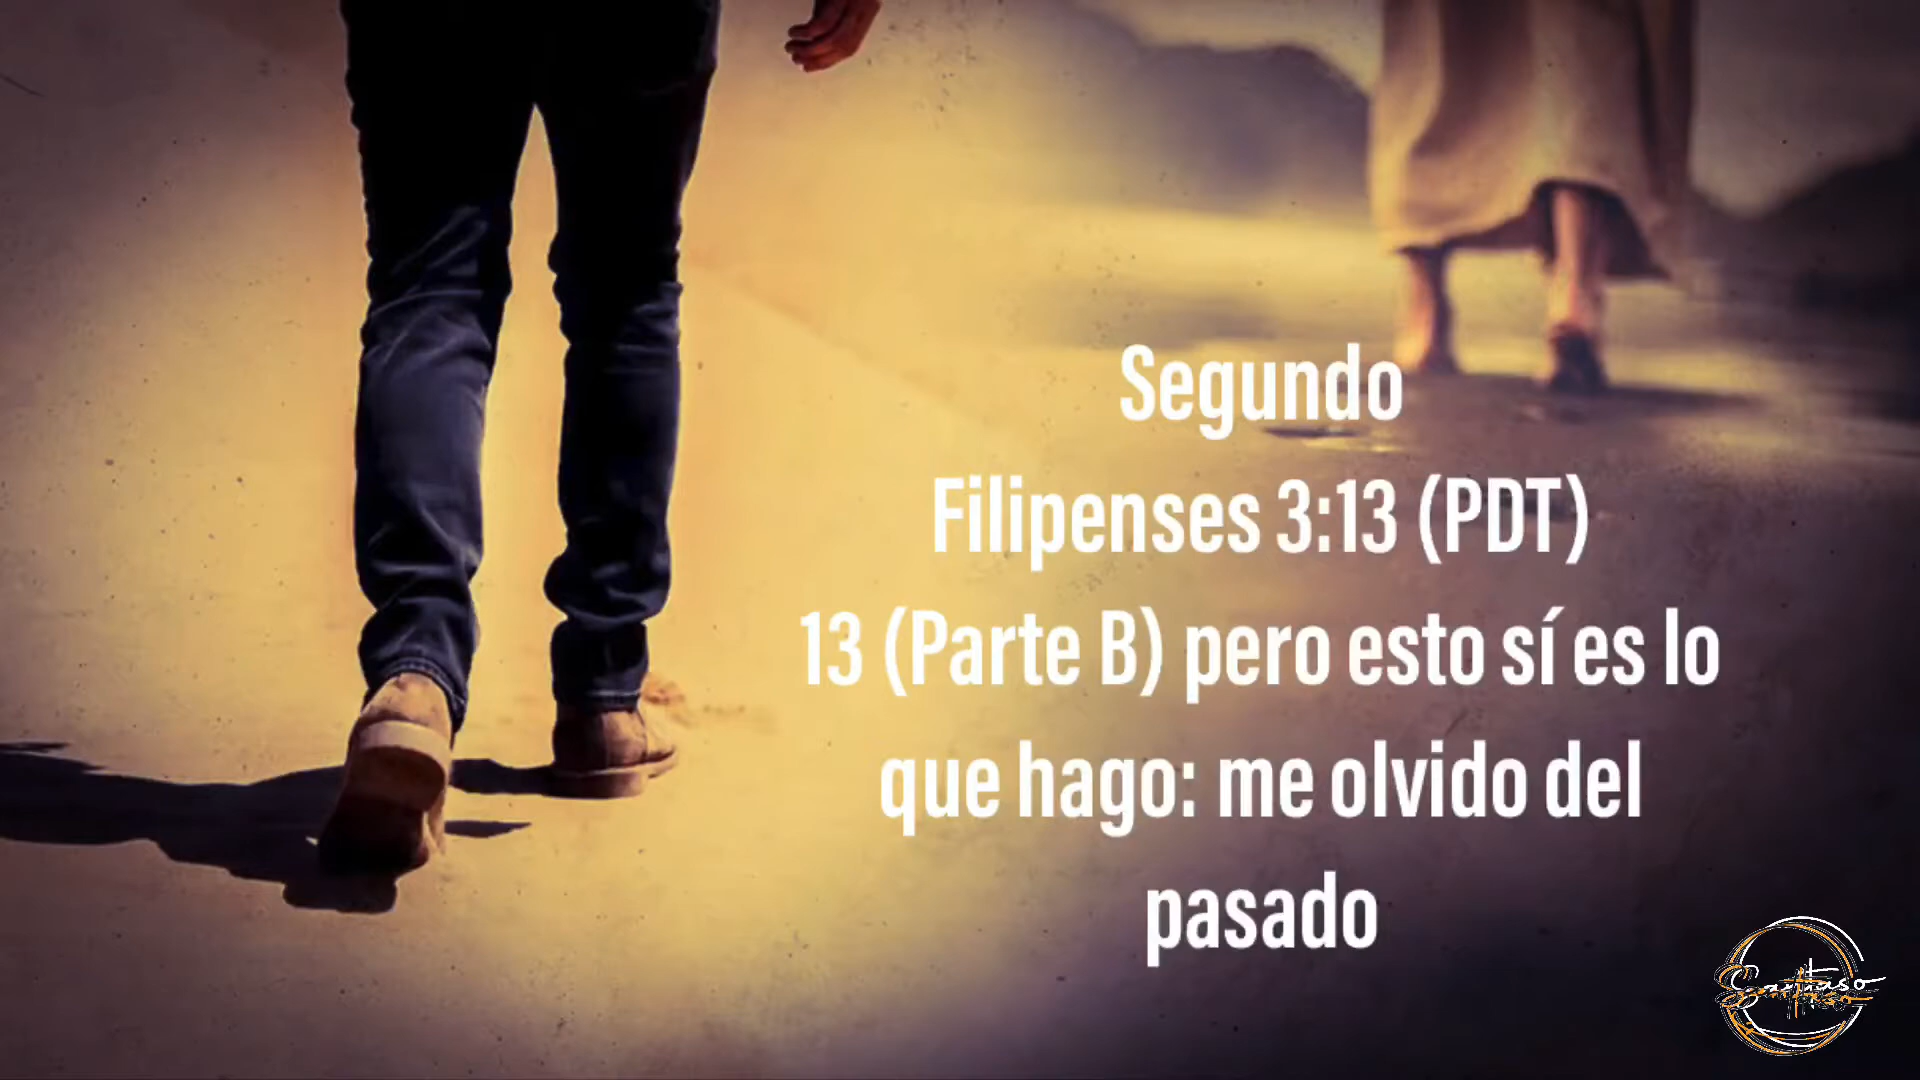 Segundo
Filipenses 3:13 (PDT)
13 (Parte B) pero esto sí es lo
que hago: me olvido del
pasado